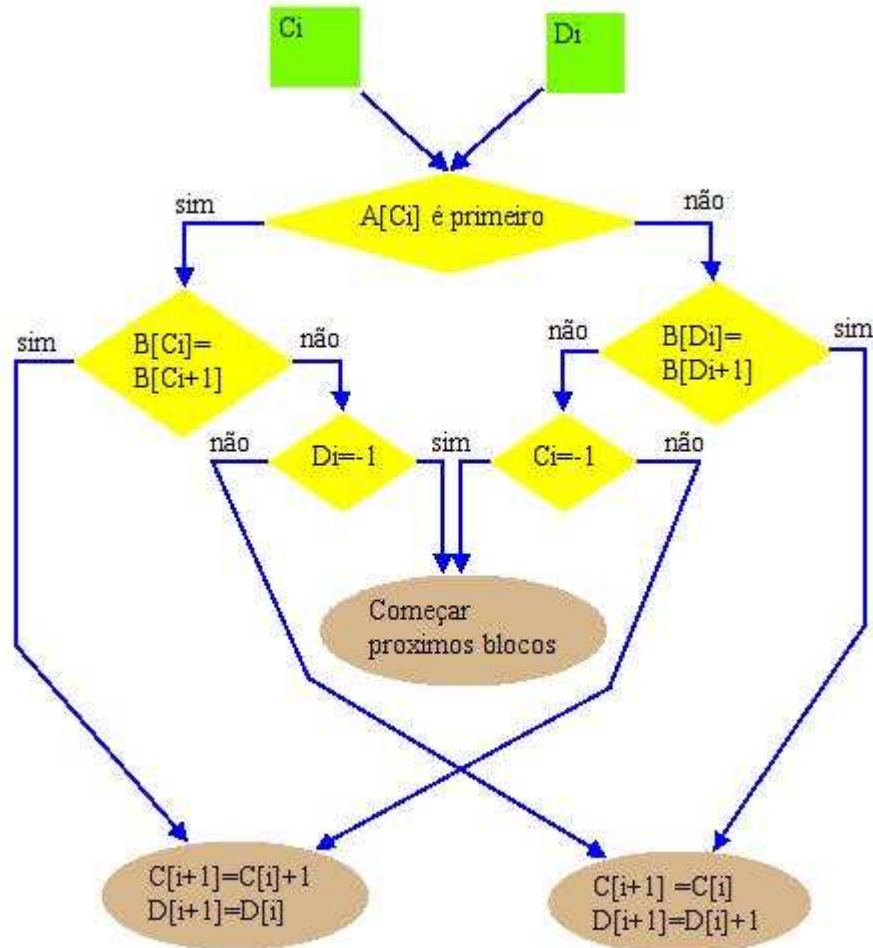 Ci
Di
sim
A[Ci] é primeiro
não
sim
B[Ci]=
B[Ci+1]
não
não
B[Di]=
B[Di+1]
sim
não
Di=-1
sim
Ci=-1
não
Começar
proximos blocos
C[i+1]=C[i]+1
D[i+1]=D[i]
C[i+1] =C[i]
D[i+1]=D[i]+1